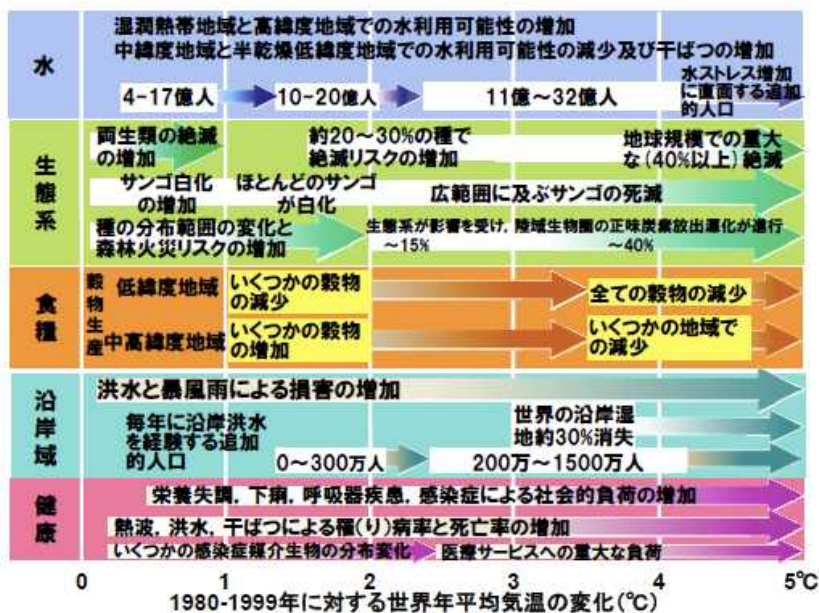 水
湿潤熱帯地域と高緯度地域での水利用可能性の増加
中緯度地域と半乾燥低緯度地域での水利用可能性の減少及び干ばつの増加
4-17億人
10-20億人
11億～32億人
水ストレス増加
に直面する追加
的人口
生態系
両生類の絶滅
の増加
約20～30%の種で
絶滅リスクの増加
地球規模での重大
な(40%以上)絶滅
サンゴ白化
の増加
ほとんどのサンゴ
が白化
広範囲に及ぶサンゴの死滅
種の分布範囲の変化と
森林火災リスクの増加
生態系が影響を受け，陸域生物圏の正味炭素放出源化が進行
～15%
～40%
食糧
穀物生産
低緯度地域
いくつかの穀物
の減少
全ての穀物の減少
中高緯度地域
いくつかの穀物
の増加
いくつかの地域で
の減少
沿岸域
洪水と暴風雨による損害の増加
毎年に沿岸洪水
を経験する追加
的人口
世界の沿岸湿
地約30%消失
0～300万人
200万～1500万人
健康
栄養失調，下痢，呼吸器疾患，感染症による社会的負荷の増加
熱波，洪水，干ばつによる罹(り)病率と死亡率の増加
いくつかの感染症媒介生物の分布変化
医療サービスへの重大な負荷
0
1
2
3
4
5℃
1980-1999年に対する世界年平均気温の変化(℃)